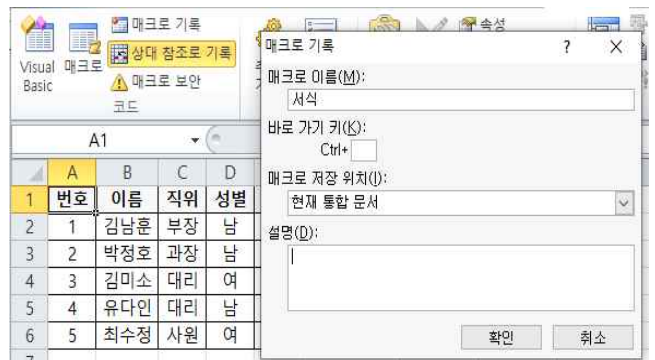 매크로 기록
상대 참조로 기록
매크로 보안
Visual Basic
매크로
코드
속성
A1
A B C D
1 번호 이름 직위 성별
2 1 김남훈 부장 남
3 2 박정호 과장 남
4 3 김미소 대리 여
5 4 유다인 대리 남
6 5 최수정 사원 여
매크로 기록 ? X
매크로 이름(M):
서식
바로 가기 키(K):
Ctrl+
매크로 저장 위치(I):
현재 통합 문서
설명(D):
확인 취소